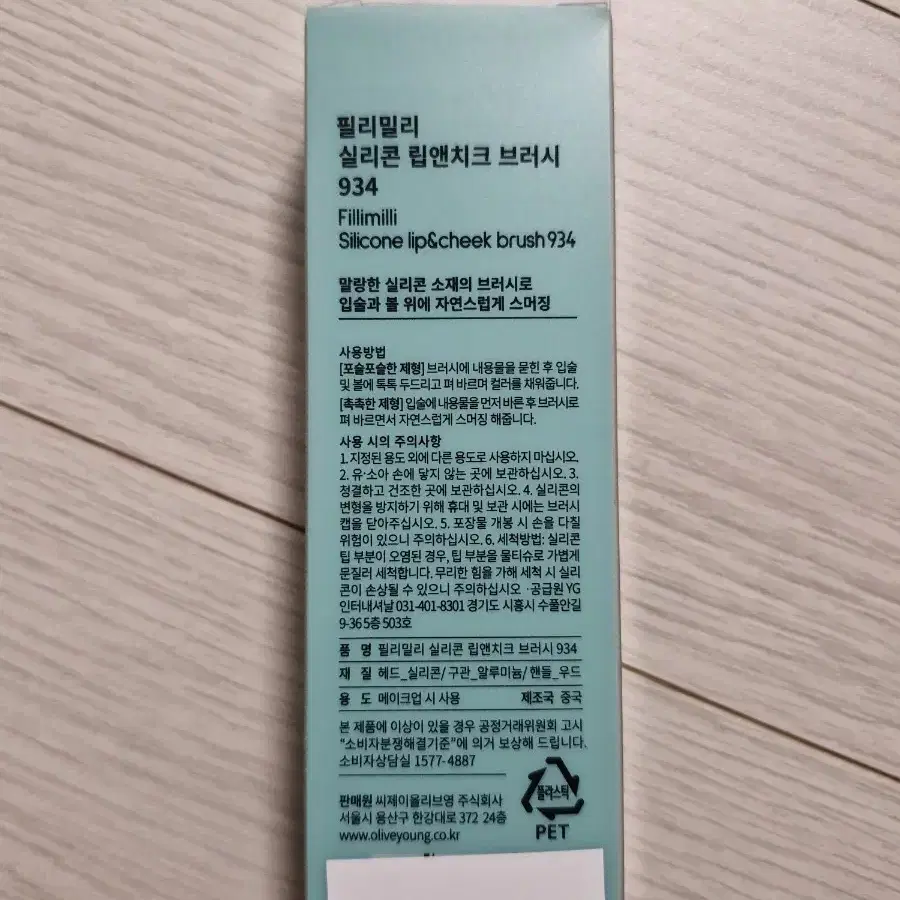 필리밀리
실리콘 립앤치크 브러시
934
Fillimilli
Silicone lip&cheek brush 934
말랑한 실리콘 소재의 브러시로
입술과 볼 위에 자연스럽게 스머징
사용방법
[포슬포슬한 제형] 브러시에 내용물을 묻힌 후 입술
및 볼에 톡톡 두드리고 펴 바르며 컬러를 채워줍니다.
[촉촉한 제형] 입술에 내용물을 먼저 바른 후 브러시로
펴 바르면서 자연스럽게 스머징 해줍니다.
사용 시의 주의사항
1. 지정된 용도 외에 다른 용도로 사용하지 마십시오.
2. 유·소아 손에 닿지 않는 곳에 보관하십시오. 3.
청결하고 건조한 곳에 보관하십시오. 4. 실리콘의
변형을 방지하기 위해 휴대 및 보관 시에는 브러시
캡을 닫아주십시오. 5. 포장물 개봉 시 손을 다칠
위험이 있으니 주의하십시오. 6. 세척방법: 실리콘
팁 부분이 오염된 경우, 팁 부분을 물티슈로 가볍게
문질러 세척합니다. 무리한 힘을 가해 세척 시 실리
콘이 손상될 수 있으니 주의하십시오 ·공급원 YG
인터내셔날 031-401-8301 경기도 시흥시 수풀안길
9-36 5층 503호
품 명 필리밀리 실리콘 립앤치크 브러시 934
재 질 헤드_실리콘/ 구관_알루미늄/ 핸들_우드
용 도 메이크업 시 사용 제조국 중국
본 제품에 이상이 있을 경우 공정거래위원회 고시
“소비자분쟁해결기준”에 의거 보상해 드립니다.
소비자상담실 1577-4887
판매원 씨제이올리브영 주식회사
서울시 용산구 한강대로 372 24층
www.oliveyoung.co.kr
플라스틱
PET